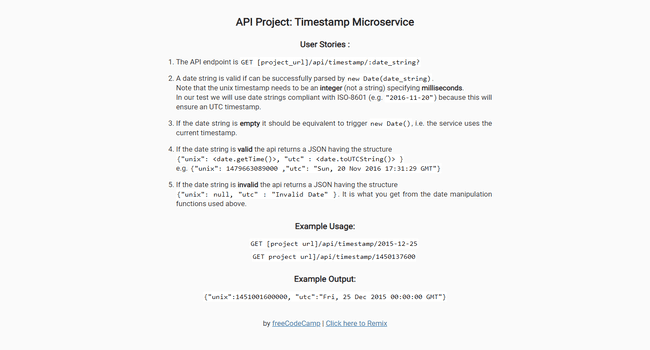 API Project: Timestamp Microservice
User Stories :
1. The API endpoint is GET [project_url]/api/timestamp/:date_string?
2. A date string is valid if can be successfully parsed by new Date(date_string).
Note that the unix timestamp needs to be an integer (not a string) specifying milliseconds.
In our test we will use date strings compliant with ISO-8601 (e.g. "2016-11-20") because this will
ensure an UTC timestamp.
3. If the date string is empty it should be equivalent to trigger new Date(), i.e. the service uses the
current timestamp.
4. If the date string is valid the api returns a JSON having the structure
{"unix": <date.getTime()>, "utc" : <date.toUTCString()> }
e.g. {"unix": 1479663089000 ,"utc": "Sun, 20 Nov 2016 17:31:29 GMT"}
5. If the date string is invalid the api returns a JSON having the structure
{"unix": null, "utc" : "Invalid Date" }. It is what you get from the date manipulation
functions used above.
Example Usage:
GET [project url]/api/timestamp/2015-12-25
GET project url]/api/timestamp/1450137600
Example Output:
{"unix":1451001600000, "utc":"Fri, 25 Dec 2015 00:00:00 GMT"}
by freeCodeCamp | Click here to Remix